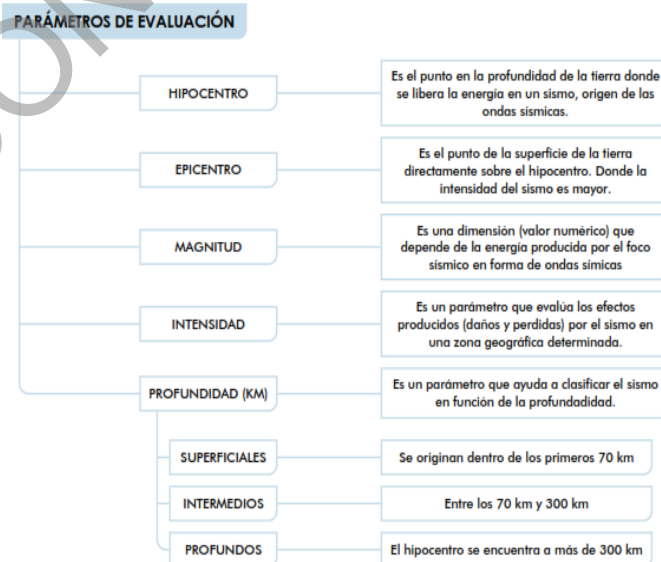 PARÁMETROS DE EVALUACIÓN
HIPOCENTRO
Es el punto en la profundidad de la tierra donde
se libera la energía en un sismo, origen de las
ondas sísmicas.
EPICENTRO
Es el punto de la superficie de la tierra
directamente sobre el hipocentro. Donde la
intensidad del sismo es mayor.
MAGNITUD
Es una dimensión (valor numérico) que
depende de la energía producida por el foco
sísmico en forma de ondas símicas
INTENSIDAD
Es un parámetro que evalúa los efectos
producidos (daños y perdidas) por el sismo en
una zona geográfica determinada.
PROFUNDIDAD (KM)
Es un parámetro que ayuda a clasificar el sismo
en función de la profundadidad.
SUPERFICIALES
Se originan dentro de los primeros 70 km
INTERMEDIOS
Entre los 70 km y 300 km
PROFUNDOS
El hipocentro se encuentra a más de 300 km